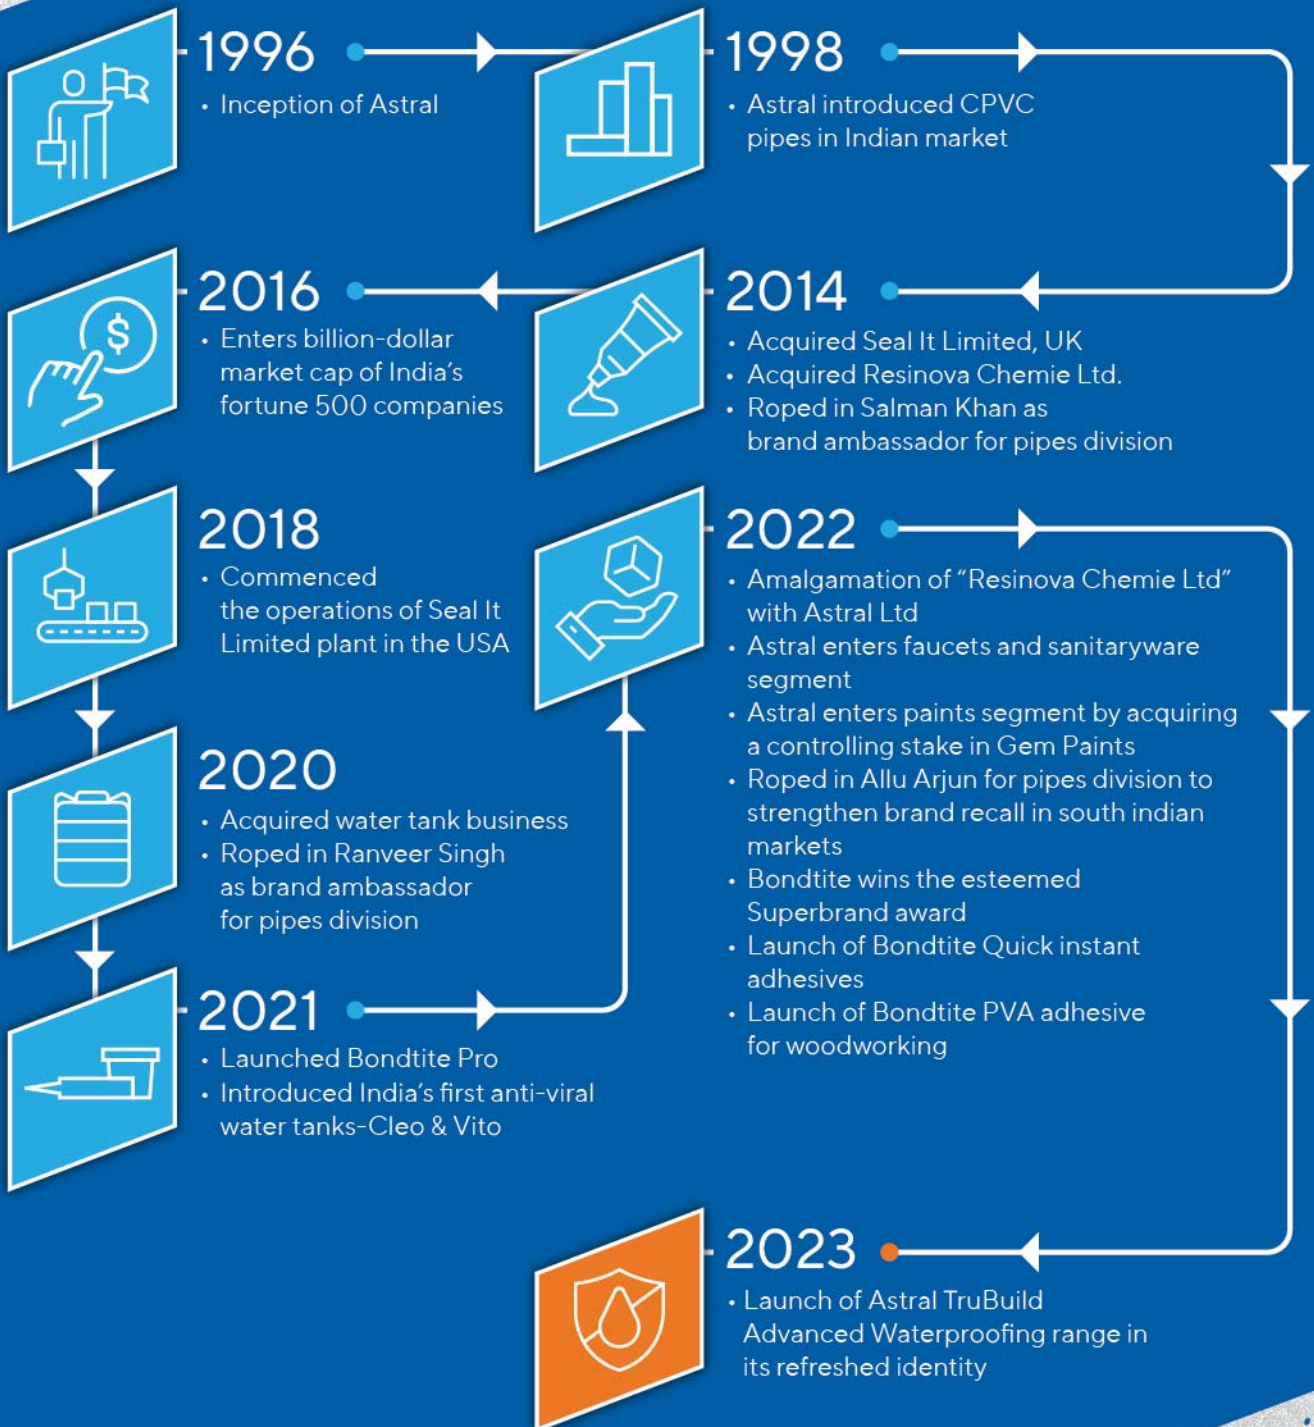 1996
• Inception of Astral
1998
• Astral introduced CPVC
pipes in Indian market
2014
• Acquired Seal It Limited, UK
• Acquired Resinova Chemie Ltd.
• Roped in Salman Khan as
brand ambassador for pipes division
2016
• Enters billion-dollar
market cap of India's
fortune 500 companies
$
2018
• Commenced
the operations of Seal It
Limited plant in the USA
2020
• Acquired water tank business
• Roped in Ranveer Singh
as brand ambassador
for pipes division
2021
• Launched Bondtite Pro
• Introduced India's first anti-viral
water tanks-Cleo & Vito
2022
• Amalgamation of "Resinova Chemie Ltd"
with Astral Ltd
• Astral enters faucets and sanitaryware
segment
• Astral enters paints segment by acquiring
a controlling stake in Gem Paints
• Roped in Allu Arjun for pipes division to
strengthen brand recall in south indian
markets
• Bondtite wins the esteemed
Superbrand award
• Launch of Bondtite Quick instant
adhesives
• Launch of Bondtite PVA adhesive
for woodworking
2023
• Launch of Astral TruBuild
Advanced Waterproofing range in
its refreshed identity